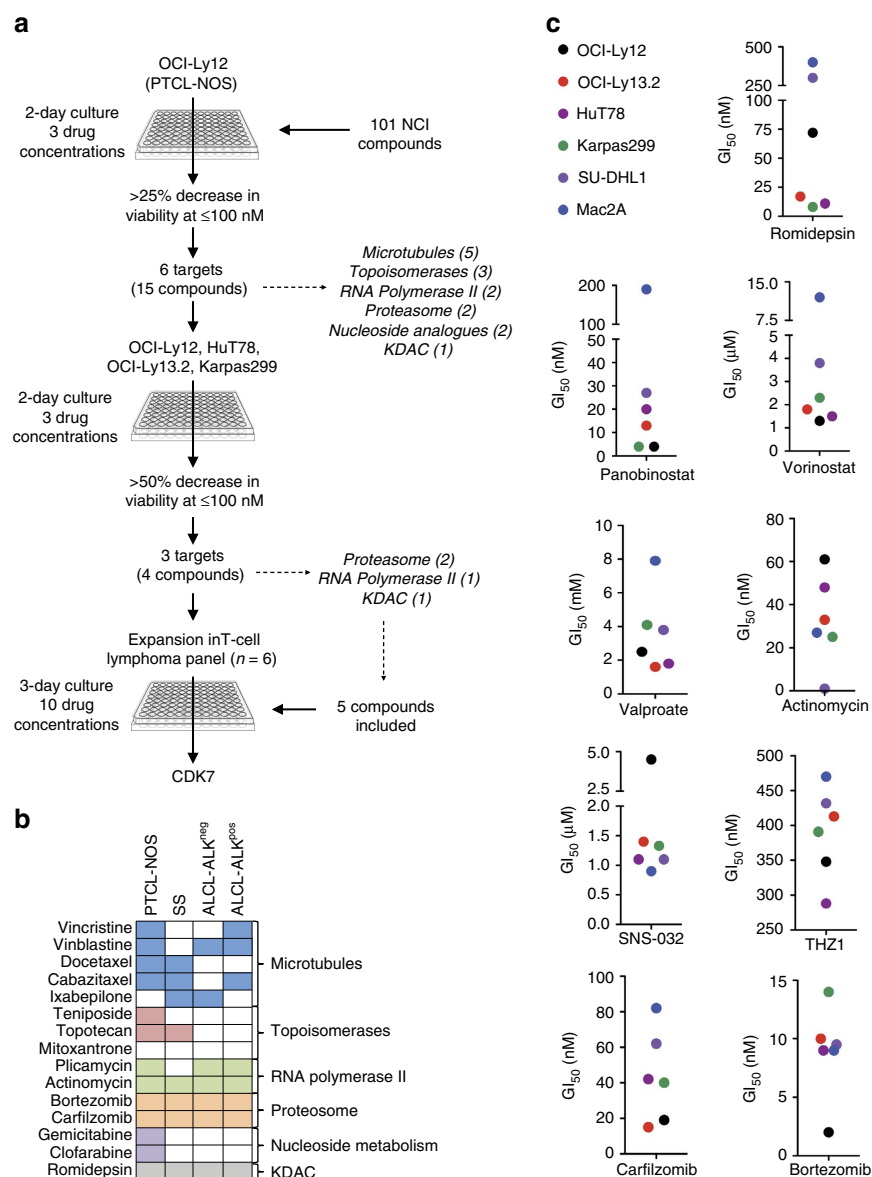 a
OCI-Ly12
(PTCL-NOS)
2-day culture
3 drug
concentrations
101 NCI
compounds
>25% decrease in
viability at ≤100 nM
6 targets
(15 compounds)
Microtubules (5)
Topoisomerases (3)
RNA Polymerase II (2)
Proteasome (2)
Nucleoside analogues (2)
KDAC (1)
OCI-Ly12, HuT78,
OCI-Ly13.2, Karpas299
2-day culture
3 drug
concentrations
>50% decrease in
viability at ≤100 nM
3 targets
(4 compounds)
Proteasome (2)
RNA Polymerase II (1)
KDAC (1)
Expansion inT-cell
lymphoma panel (n = 6)
3-day culture
10 drug
concentrations
5 compounds
included
CDK7
b
PTCL-NOS
SS
ALCL-ALKneg
ALCL-ALKpos
Vincristine
Vinblastine
Docetaxel
Cabazitaxel
Ixabepilone
Microtubules
Teniposide
Topotecan
Mitoxantrone
Topoisomerases
Plicamycin
Actinomycin
RNA polymerase II
Bortezomib
Carfilzomib
Proteosome
Gemicitabine
Clofarabine
Nucleoside metabolism
Romidepsin
KDAC
c
OCI-Ly12
OCI-Ly13.2
HuT78
Karpas299
SU-DHL1
Mac2A
GI50 (nM)
500
250
100
75
50
25
0
Romidepsin
GI50 (nM)
200
100
50
40
30
20
10
0
Panobinostat
GI50 (μM)
15.0
7.5
5
4
3
2
1
0
Vorinostat
GI50 (mM)
10
8
6
4
2
0
Valproate
GI50 (nM)
80
60
40
20
0
Actinomycin
GI50 (μM)
5.0
2.5
2.0
1.5
1.0
0.5
0.0
SNS-032
GI50 (nM)
500
450
400
350
300
250
THZ1
GI50 (nM)
100
80
60
40
20
0
Carfilzomib
GI50 (nM)
15
10
5
0
Bortezomib